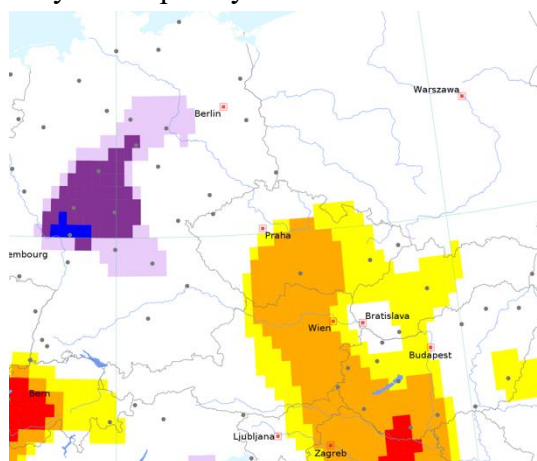 Warszawa
Berlin
Praha
embourg
Wien
Bratislava
Budapest
Bern
Ljubljana
Zagreb